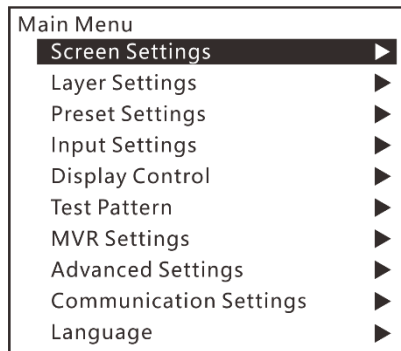 Main Menu
Screen Settings
Layer Settings
Preset Settings
Input Settings
Display Control
Test Pattern
MVR Settings
Advanced Settings
Communication Settings
Language